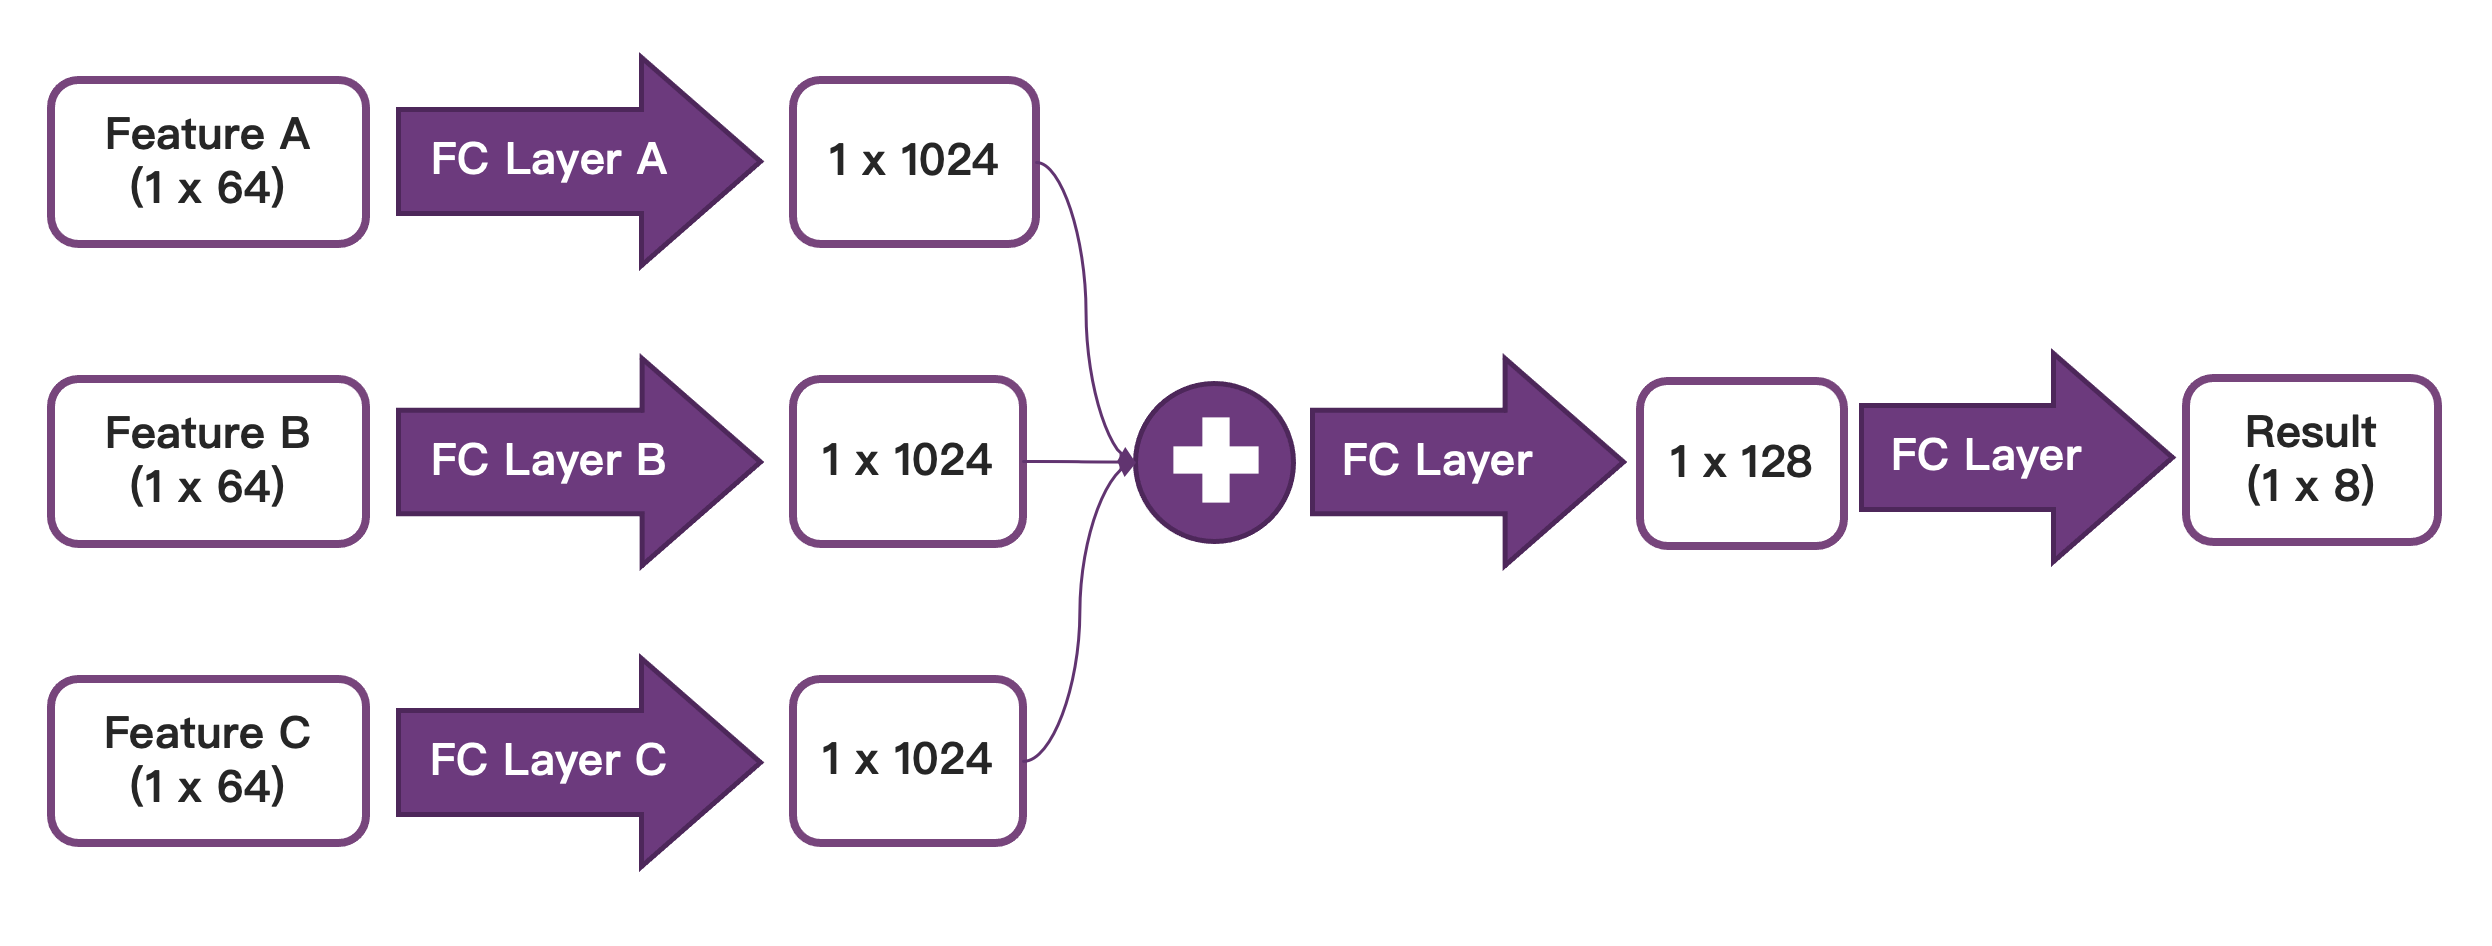 Feature A
(1 x 64)
FC Layer A
1 x 1024
Feature B
(1 x 64)
FC Layer B
1 x 1024
FC Layer
1 x 128
FC Layer
Result
(1 x 8)
Feature C
(1 x 64)
FC Layer C
1 x 1024